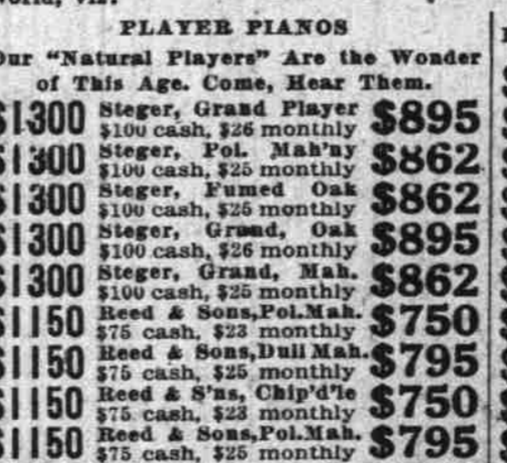 PLAYER PIANOS
Our "Natural Players" Are the Wonder
of This Age. Come, Hear Them.
$1300 Steger, Grand Player $895
$100 cash, $26 monthly
$1300 Steger, Pol. Mah'ny $862
$100 cash, $25 monthly
$1300 Steger, Fumed Oak $862
$100 cash, $25 monthly
$1300 Steger, Grand, Oak $895
$100 cash, $26 monthly
$1300 Steger, Grand, Mah. $862
$100 cash, $25 monthly
$1150 Reed & Sons, Pol. Mah. $750
$75 cash, $23 monthly
$1150 Reed & Sons, Dull Mah. $795
$75 cash, $25 monthly
$1150 Reed & S'ns, Chip'd'le $750
$75 cash, $23 monthly
$1150 Reed & Sons, Pol. Mah. $795
$75 cash, $25 monthly